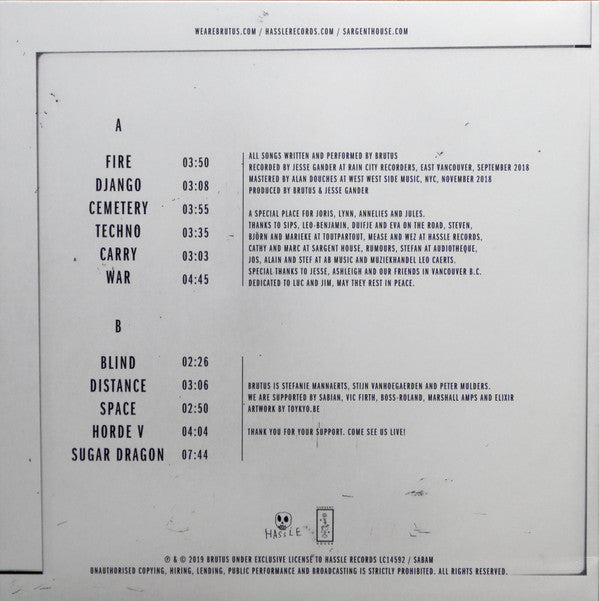 WEAREBRUTUS.COM / HASSLERECORDS.COM / SARGENTHOUSE.COM
A
FIRE 03:50
DJANGO 03:08
CEMETERY 03:55
TECHNO 03:35
CARRY 03:03
WAR 04:45
ALL SONGS WRITTEN AND PERFORMED BY BRUTUS
RECORDED BY JESSE GANDER AT RAIN CITY RECORDERS, EAST VANCOUVER, SEPTEMBER 2018
MASTERED BY ALAN DOUCHES AT WEST WEST SIDE MUSIC, NYC, NOVEMBER 2018
PRODUCED BY BRUTUS & JESSE GANDER
A SPECIAL PLACE FOR JORIS, LYNN, ANNELIES AND JULES.
THANKS TO SIPS, LEO-BENJAMIN, DUIFJE AND EVA ON THE ROAD, STEVEN,
BJÖRN AND MARIEKE AT TOUTPARTOUT, MEASE AND WEZ AT HASSLE RECORDS,
CATHY AND MARC AT SARGENT HOUSE, RUMOURS, STEFAN AT AUDIOTHEQUE,
JOS, ALAIN AND STEF AT AB MUSIC AND MUZIEKHANDEL LEO CAERTS.
SPECIAL THANKS TO JESSE, ASHLEIGH AND OUR FRIENDS IN VANCOUVER B.C.
DEDICATED TO LUC AND JIM, MAY THEY REST IN PEACE.
B
BLIND 02:26
DISTANCE 03:06
SPACE 02:50
HORDE V 04:04
SUGAR DRAGON 07:44
BRUTUS IS STEFANIE MANNAERTS, STIJN VANHOEGAERDEN AND PETER MULDERS.
WE ARE SUPPORTED BY SABIAN, VIC FIRTH, BOSS-ROLAND, MARSHALL AMPS AND ELIXIR
ARTWORK BY TOYKYO.BE
THANK YOU FOR YOUR SUPPORT. COME SEE US LIVE!
HASSLE
SARGENT
HOUSE
℗ & © 2019 BRUTUS UNDER EXCLUSIVE LICENSE TO HASSLE RECORDS LC14592 / SABAM
UNAUTHORISED COPYING, HIRING, LENDING, PUBLIC PERFORMANCE AND BROADCASTING IS STRICTLY PROHIBITED. ALL RIGHTS RESERVED.